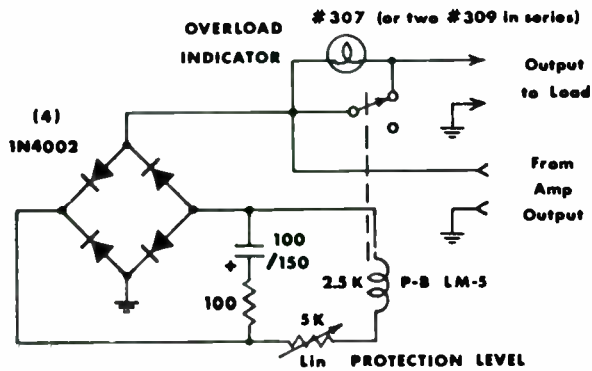 #307 (or two #309 in series)
OVERLOAD
INDICATOR
Output
to Load
(4)
1N4002
From
Amp
Output
100
/150
+
2.5K
P-B LM-5
100
5K
Lin PROTECTION LEVEL